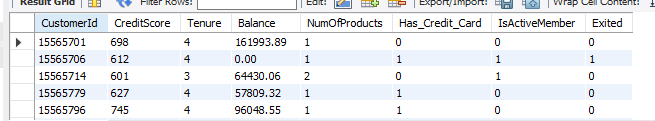 Result Grid Filter Rows: Edit: Export/Import: Wrap Cell Content:
CustomerId CreditScore Tenure Balance NumOfProducts Has_Credit_Card IsActiveMember Exited
15565701 698 4 161993.89 1 0 0 0
15565706 612 4 0.00 1 1 1 1
15565714 601 3 64430.06 2 0 1 0
15565779 627 4 57809.32 1 1 0 0
15565796 745 4 96048.55 1 1 0 0